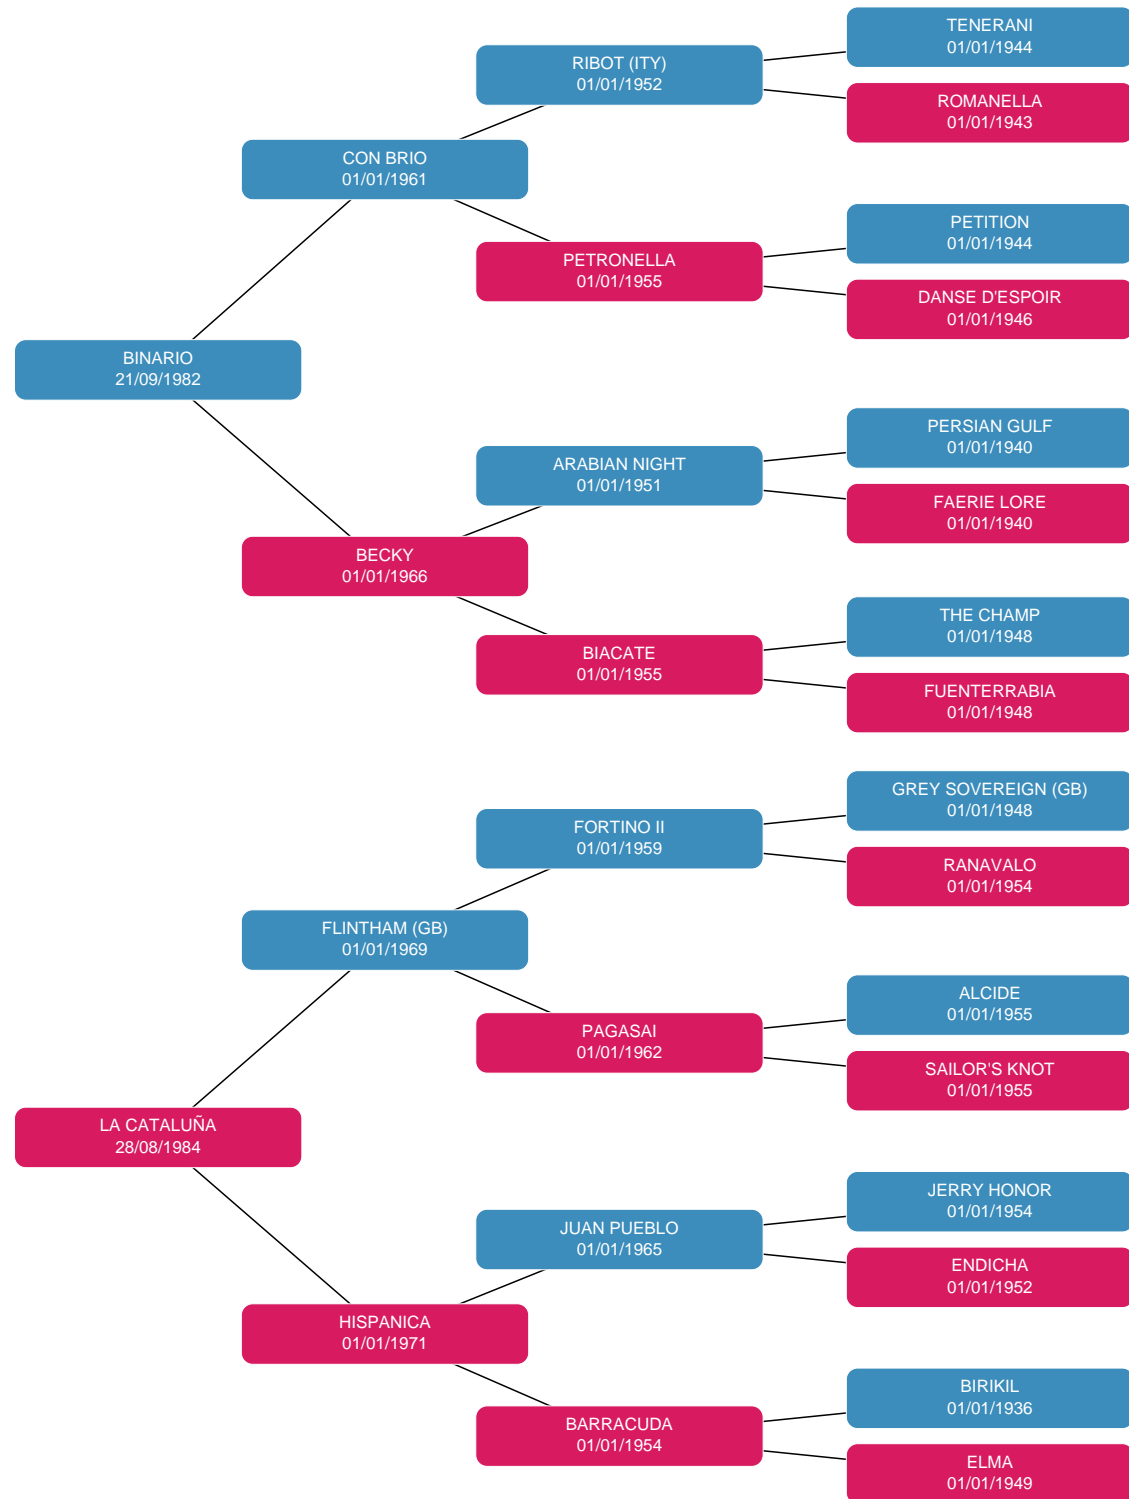 TENERANI
01/01/1944
RIBOT (ITY)
01/01/1952
ROMANELLA
01/01/1943
CON BRIO
01/01/1961
PETITION
01/01/1944
PETRONELLA
01/01/1955
DANSE D'ESPOIR
01/01/1946
BINARIO
21/09/1982
PERSIAN GULF
01/01/1940
ARABIAN NIGHT
01/01/1951
FAERIE LORE
01/01/1940
BECKY
01/01/1966
THE CHAMP
01/01/1948
BIACATE
01/01/1955
FUENTERRABIA
01/01/1948
GREY SOVEREIGN (GB)
01/01/1948
FORTINO II
01/01/1959
RANAVALO
01/01/1954
FLINTHAM (GB)
01/01/1969
ALCIDE
01/01/1955
PAGASAI
01/01/1962
SAILOR'S KNOT
01/01/1955
LA CATALUÑA
28/08/1984
JERRY HONOR
01/01/1954
JUAN PUEBLO
01/01/1965
ENDICHA
01/01/1952
HISPANICA
01/01/1971
BIRIKIL
01/01/1936
BARRACUDA
01/01/1954
ELMA
01/01/1949